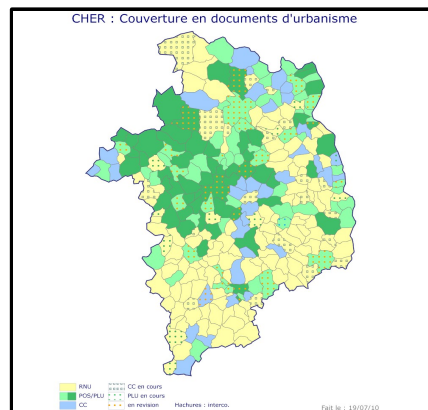 CHER : Couverture en documents d'urbanisme
RNU
CC en cours
POS/PLU
PLU en cours
CC
en revision
Hachures : interco.
Fait le : 19/07/10